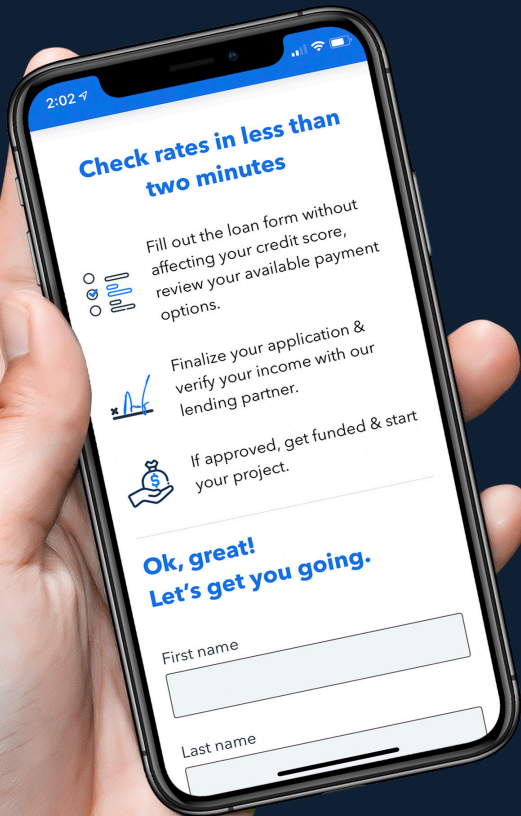 2:02
Check rates in less than
two minutes
Fill out the loan form without
affecting your credit score,
review your available payment
options.
Finalize your application &
verify your income with our
lending partner.
If approved, get funded & start
your project.
$
Ok, great!
Let's get you going.
First name
Last name